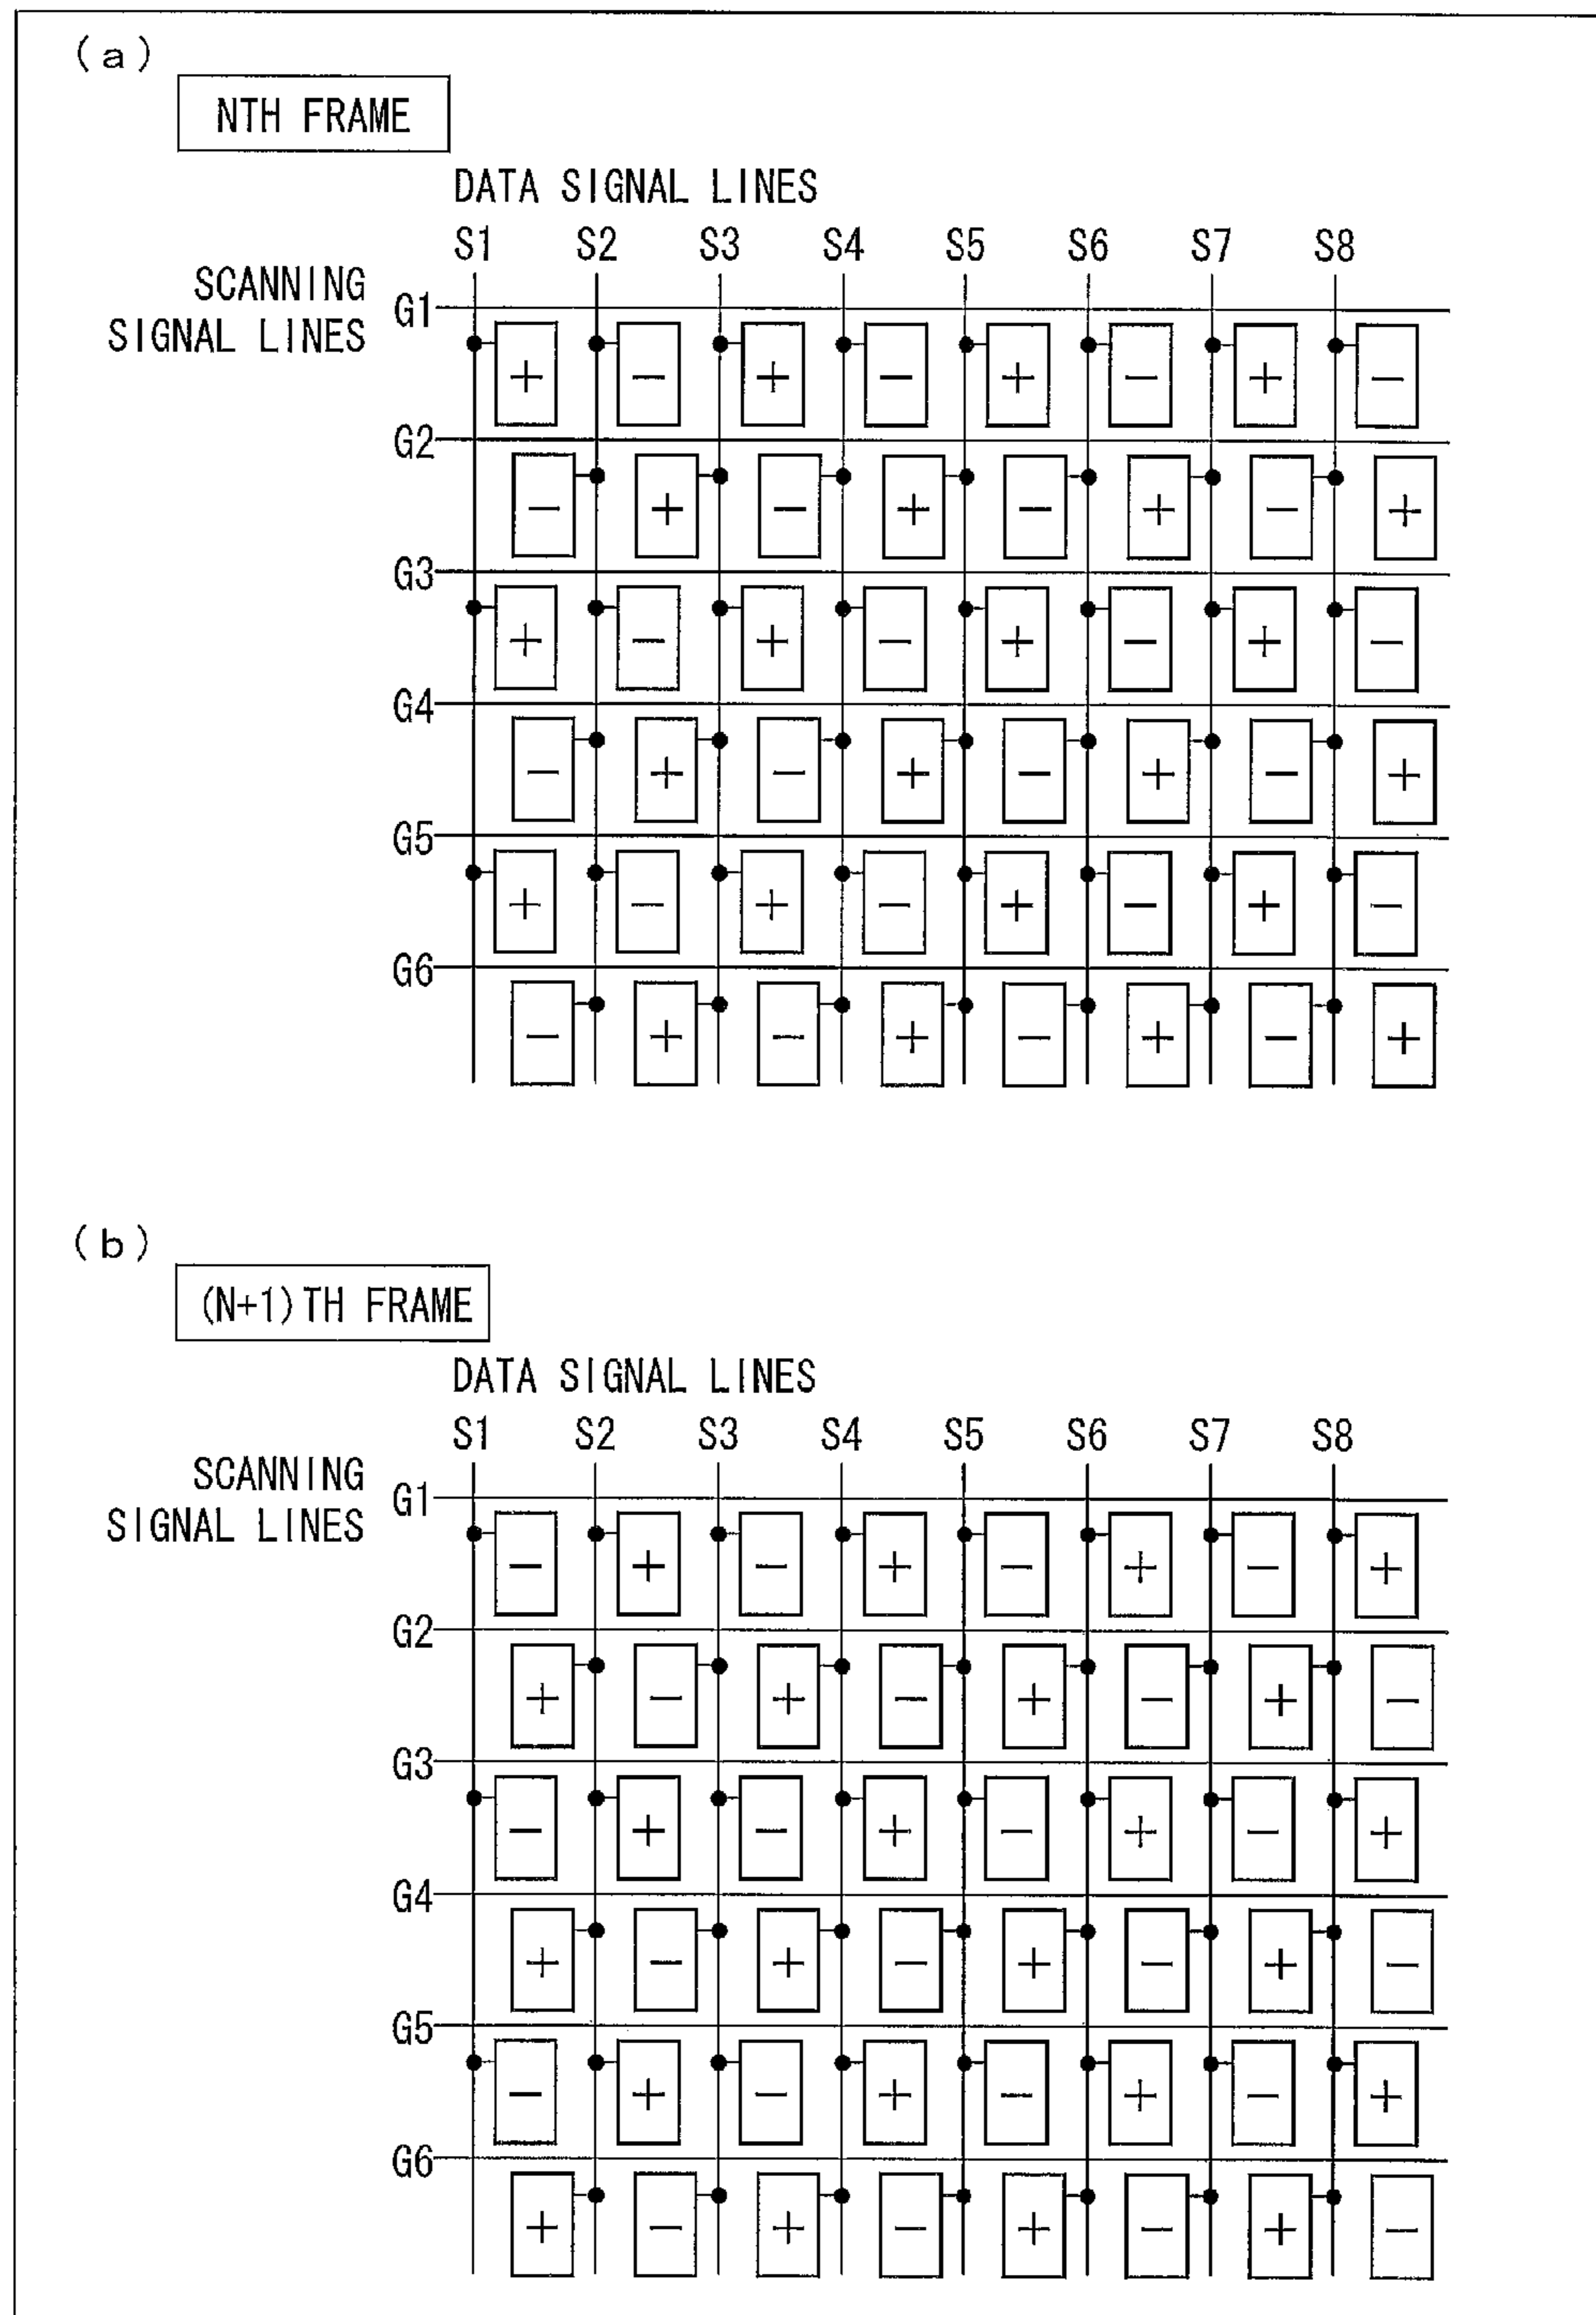 (a)
NTH FRAME
DATA SIGNAL LINES
S1 S2 S3 S4 S5 S6 S7 S8
SCANNING
SIGNAL LINES
G1
+ − + − + − + −
G2
− + − + − + − +
G3
+ − + − + − + −
G4
− + − + − + − +
G5
+ − + − + − + −
G6
− + − + − + − +
(b)
(N+1)TH FRAME
DATA SIGNAL LINES
S1 S2 S3 S4 S5 S6 S7 S8
SCANNING
SIGNAL LINES
G1
− + − + − + − +
G2
+ − + − + − + −
G3
− + − + − + − +
G4
+ − + − + − + −
G5
− + − + − + − +
G6
+ − + − + − + −